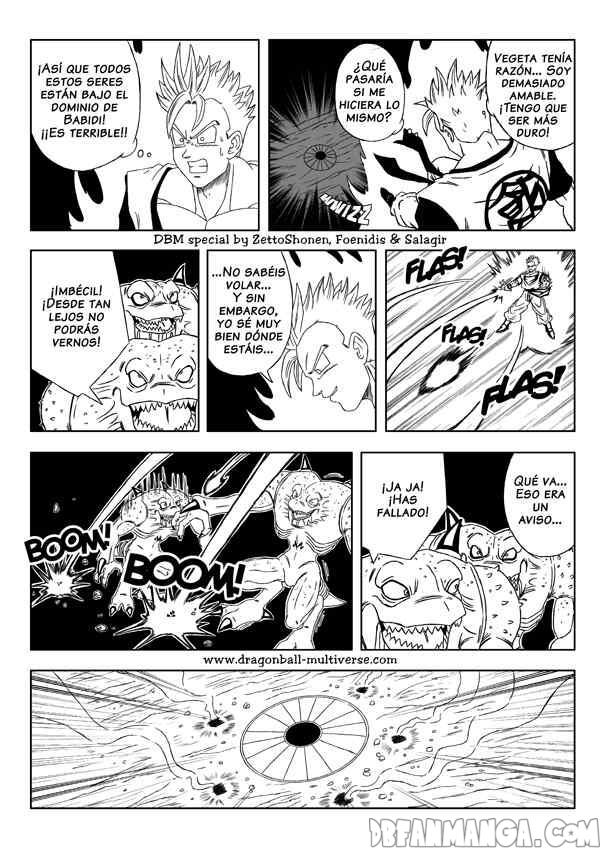 ¡ASÍ QUE TODOS
ESTOS SERES
ESTÁN BAJO EL
DOMINIO DE
BABIDI!
¡¡ES TERRIBLE!!
¿QUÉ
PASARÍA
SI ME
HICIERA LO
MISMO?
VEGETA TENÍA
RAZÓN... SOY
DEMASIADO
AMABLE.
¡TENGO QUE
SER MÁS
DURO!
VWIZZ
DBM special by ZettoShonen, Foenidis & Salagir
¡IMBÉCIL!
¡DESDE TAN
LEJOS NO
PODRÁS
VERNOS!
...NO SABÉIS
VOLAR...
Y SIN
EMBARGO,
YO SÉ MUY
BIEN DÓNDE
ESTÁIS...
FLAS!
FLAS!
FLAS!
FLAS!
BOOM!
BOOM!
¡JA JA!
¡HAS
FALLADO!
QUÉ VA...
ESO ERA
UN
AVISO...
www.dragonball-multiverse.com
DBFANMANGA.COM